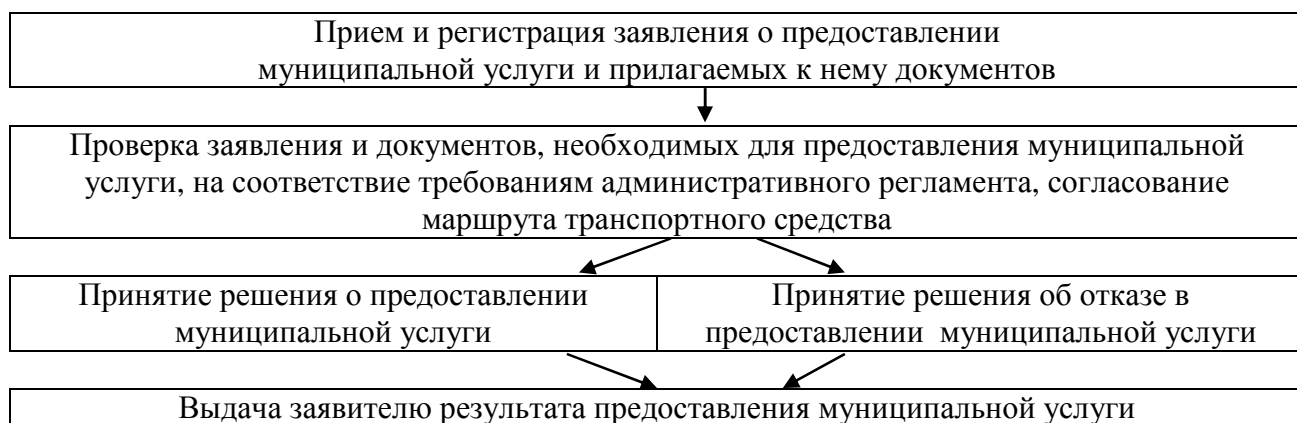 Прием и регистрация заявления о предоставлении
муниципальной услуги и прилагаемых к нему документов
Проверка заявления и документов, необходимых для предоставления муниципальной
услуги, на соответствие требованиям административного регламента, согласование
маршрута транспортного средства
Принятие решения о предоставлении
муниципальной услуги
Принятие решения об отказе в
предоставлении муниципальной услуги
Выдача заявителю результата предоставления муниципальной услуги